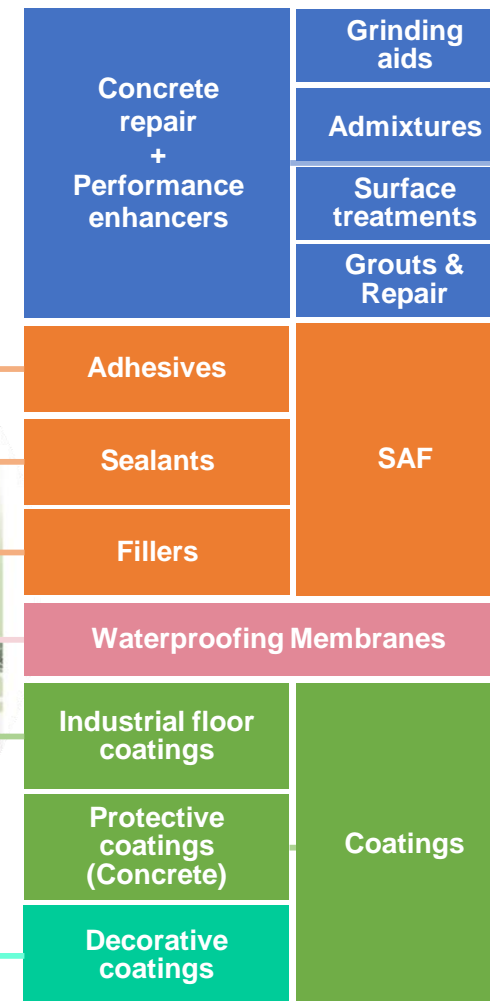 Concrete
repair
+
Performance
enhancers
Grinding
aids
Admixtures
Surface
treatments
Grouts &
Repair
Adhesives
Sealants
Fillers
SAF
Waterproofing Membranes
Industrial floor
coatings
Protective
coatings
(Concrete)
Decorative
coatings
Coatings